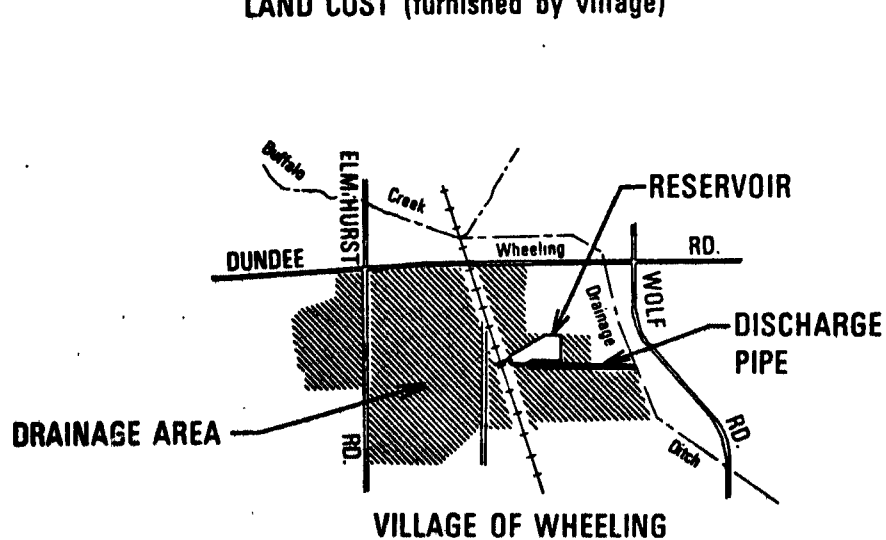 LAND COST (furnished by village)
Buffalo
Creek
ELMHURST
RESERVOIR
Wheeling
RD.
DUNDEE
WOLF
Drainage
DISCHARGE
PIPE
DRAINAGE AREA
RD.
RD.
Ditch
VILLAGE OF WHEELING